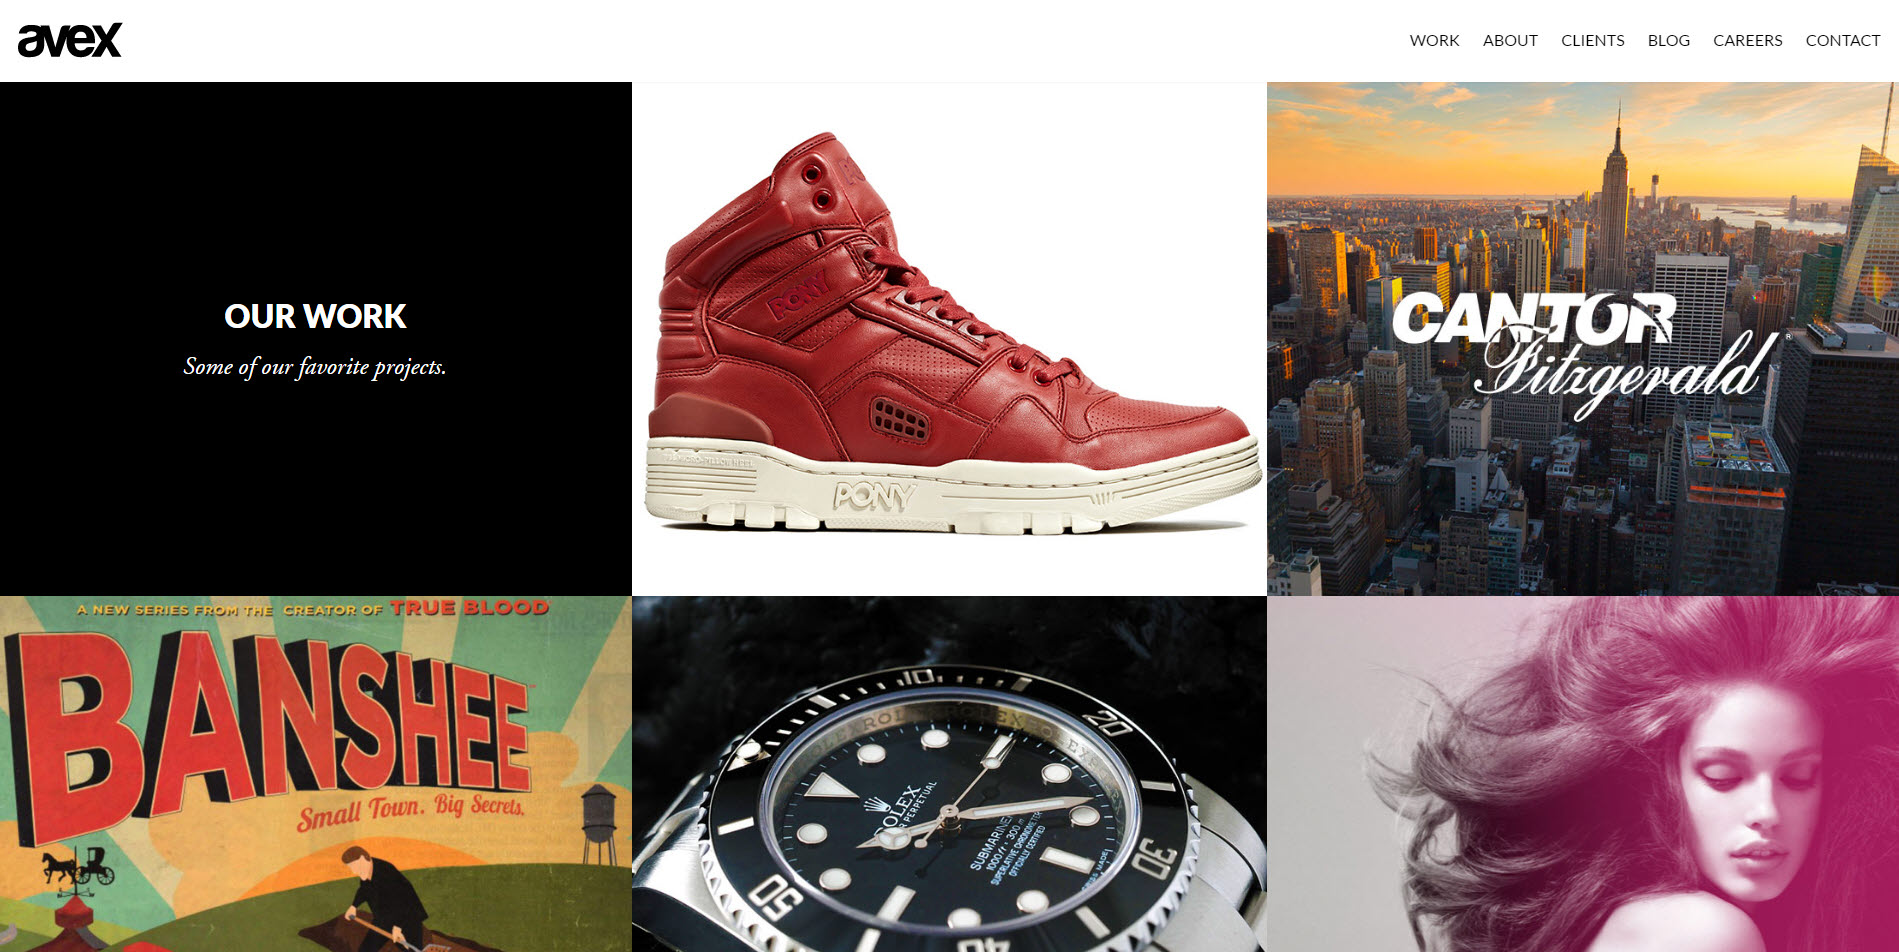 avex
WORK ABOUT CLIENTS BLOG CAREERS CONTACT
OUR WORK
Some of our favorite projects.
PONY
PONY
CANTOR
Fitzgerald®
A NEW SERIES FROM THE CREATOR OF TRUE BLOOD
BANSHEE™
Small Town. Big Secrets.
10
20
30
40
50
ROLEX
PERPETUAL
SUBMARINER
1000ft = 300m
SUPERLATIVE CHRONOMETER
OFFICIALLY CERTIFIED